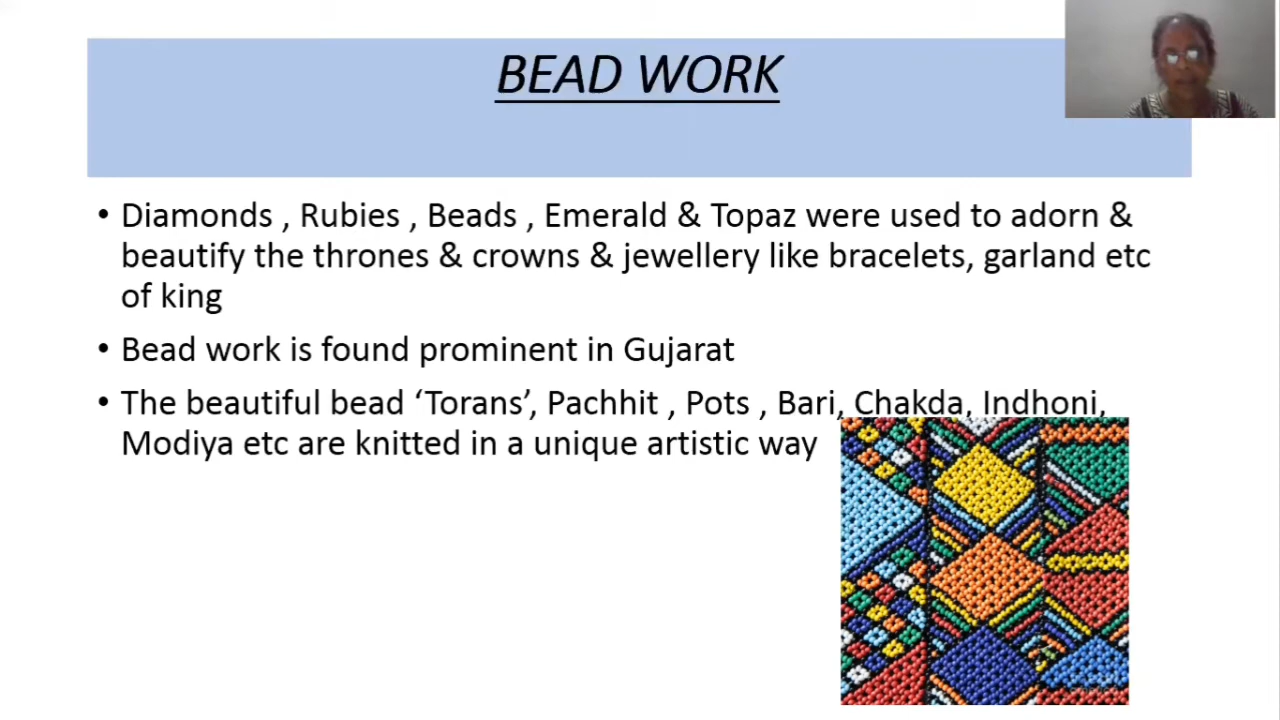 BEAD WORK
• Diamonds , Rubies , Beads , Emerald & Topaz were used to adorn &
beautify the thrones & crowns & jewellery like bracelets, garland etc
of king
• Bead work is found prominent in Gujarat
• The beautiful bead ‘Torans’, Pachhit , Pots , Bari, Chakda, Indhoni,
Modiya etc are knitted in a unique artistic way